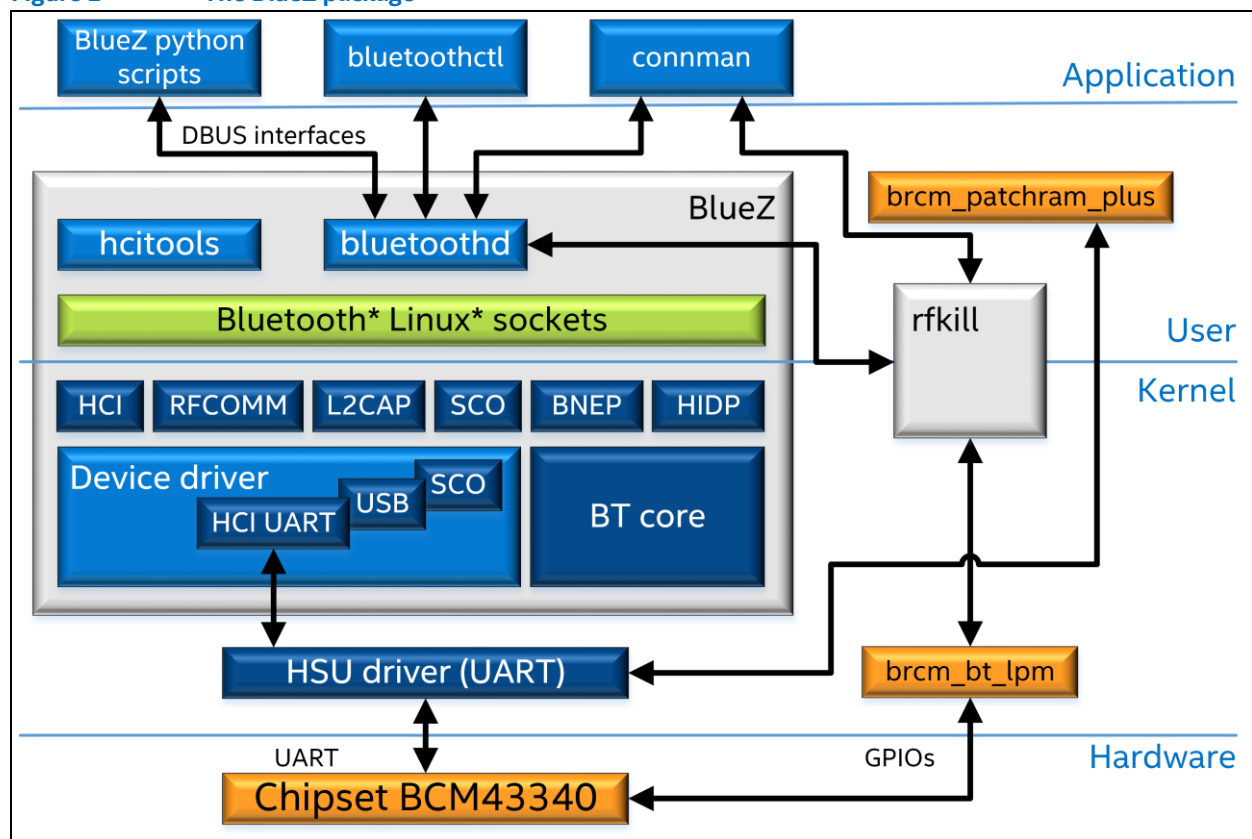 BlueZ python
scripts
bluetoothctl
connman
Application
DBUS interfaces
BlueZ
brcm_patchram_plus
hcitools
bluetoothd
Bluetooth* Linux* sockets
rfkill
User
Kernel
HCI
RFCOMM
L2CAP
SCO
BNEP
HIDP
Device driver
SCO
USB
HCI UART
BT core
HSU driver (UART)
brcm_bt_lpm
UART
GPIOs
Hardware
Chipset BCM43340